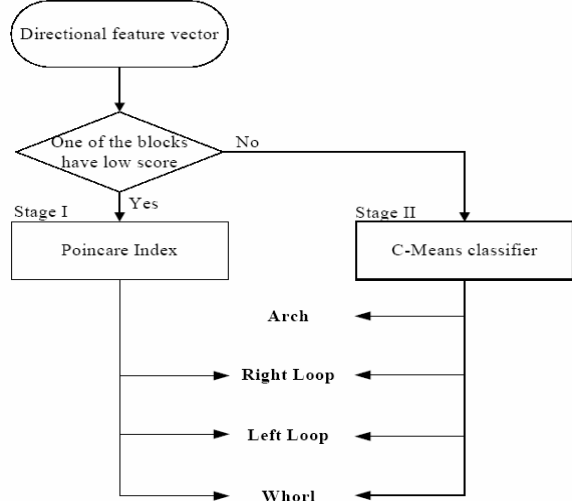 Directional feature vector
One of the blocks
have low score
No
Yes
Stage I
Stage II
Poincare Index
C-Means classifier
Arch
Right Loop
Left Loop
Whorl